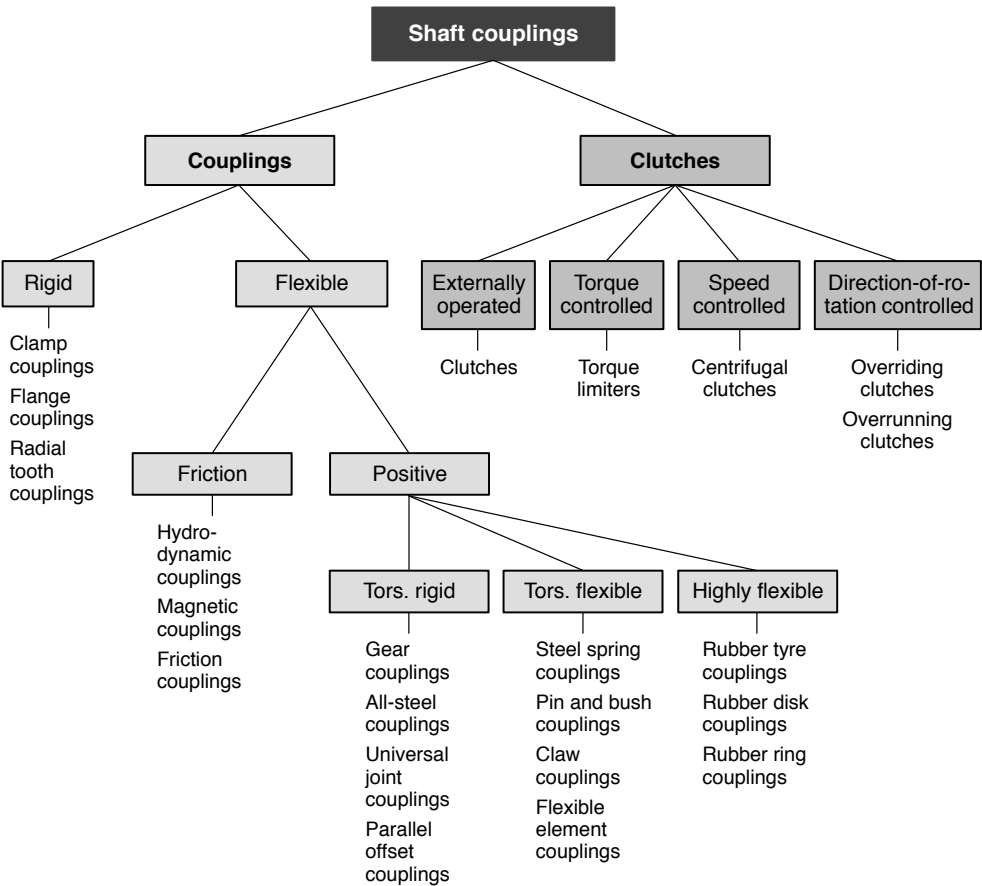 Shaft couplings
Couplings
Clutches
Rigid
Flexible
Externally
operated
Torque
controlled
Speed
controlled
Direction-of-ro-
tation controlled
Clamp
couplings
Flange
couplings
Radial
tooth
couplings
Clutches
Torque
limiters
Centrifugal
clutches
Overriding
clutches
Overrunning
clutches
Friction
Positive
Hydro-
dynamic
couplings
Magnetic
couplings
Friction
couplings
Tors. rigid
Tors. flexible
Highly flexible
Gear
couplings
All-steel
couplings
Universal
joint
couplings
Parallel
offset
couplings
Steel spring
couplings
Pin and bush
couplings
Claw
couplings
Flexible
element
couplings
Rubber tyre
couplings
Rubber disk
couplings
Rubber ring
couplings